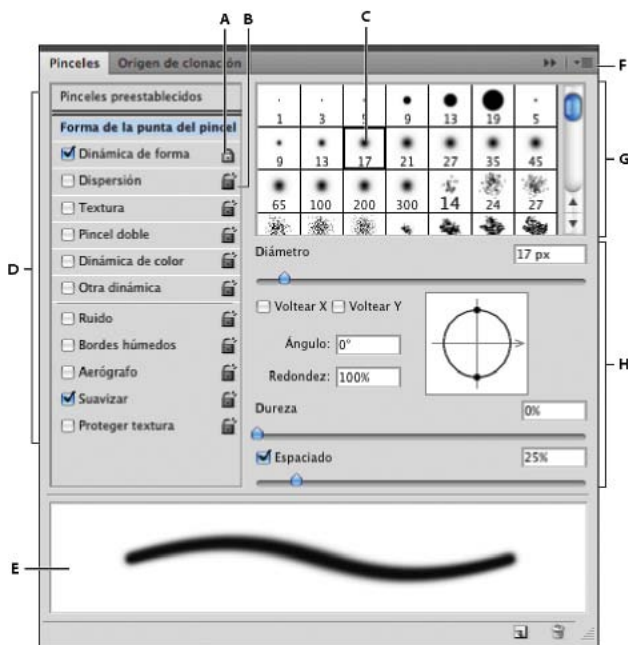 A B C
Pinceles Origen de clonación
F
Pinceles preestablecidos
Forma de la punta del pincel
Dinámica de forma
Dispersión
Textura
Pincel doble
Dinámica de color
Otra dinámica
Ruido
Bordes húmedos
Aerógrafo
Suavizar
Proteger textura
D
1 3 5 9 13 19 5
9 13 17 21 27 35 45
65 100 200 300 14 24 27
G
Diámetro 17 px
Voltear X Voltear Y
Ángulo: 0°
Redondez: 100%
Dureza 0%
Espaciado 25%
H
E